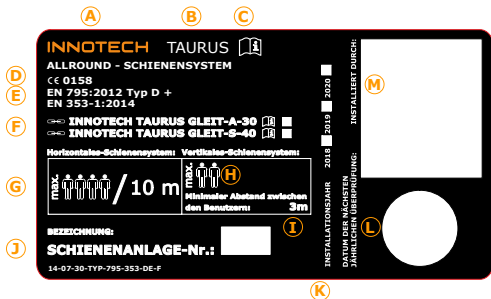 A
B
C
INNOTECH TAURUS
ALLROUND - SCHIENENSYSTEM
D
CE 0158
E
EN 795:2012 Typ D +
EN 353-1:2014
F
INNOTECH TAURUS GLEIT-A-30
INNOTECH TAURUS GLEIT-S-40
Horizontales-Schienensystem:
Vertikales-Schienensystem:
G
max.
/ 10 m
max.
H
Minimaler Abstand zwischen
den Benutzern: 3m
I
J
BEZEICHNUNG:
SCHIENENANLAGE-Nr.:
14-07-30-TYP-795-353-DE-F
INSTALLATIONSJAHR 2018 2019 2020
K
INSTALLIERT DURCH:
M
DATUM DER NÄCHSTEN
JÄHRLICHEN ÜBERPRÜFUNG:
L